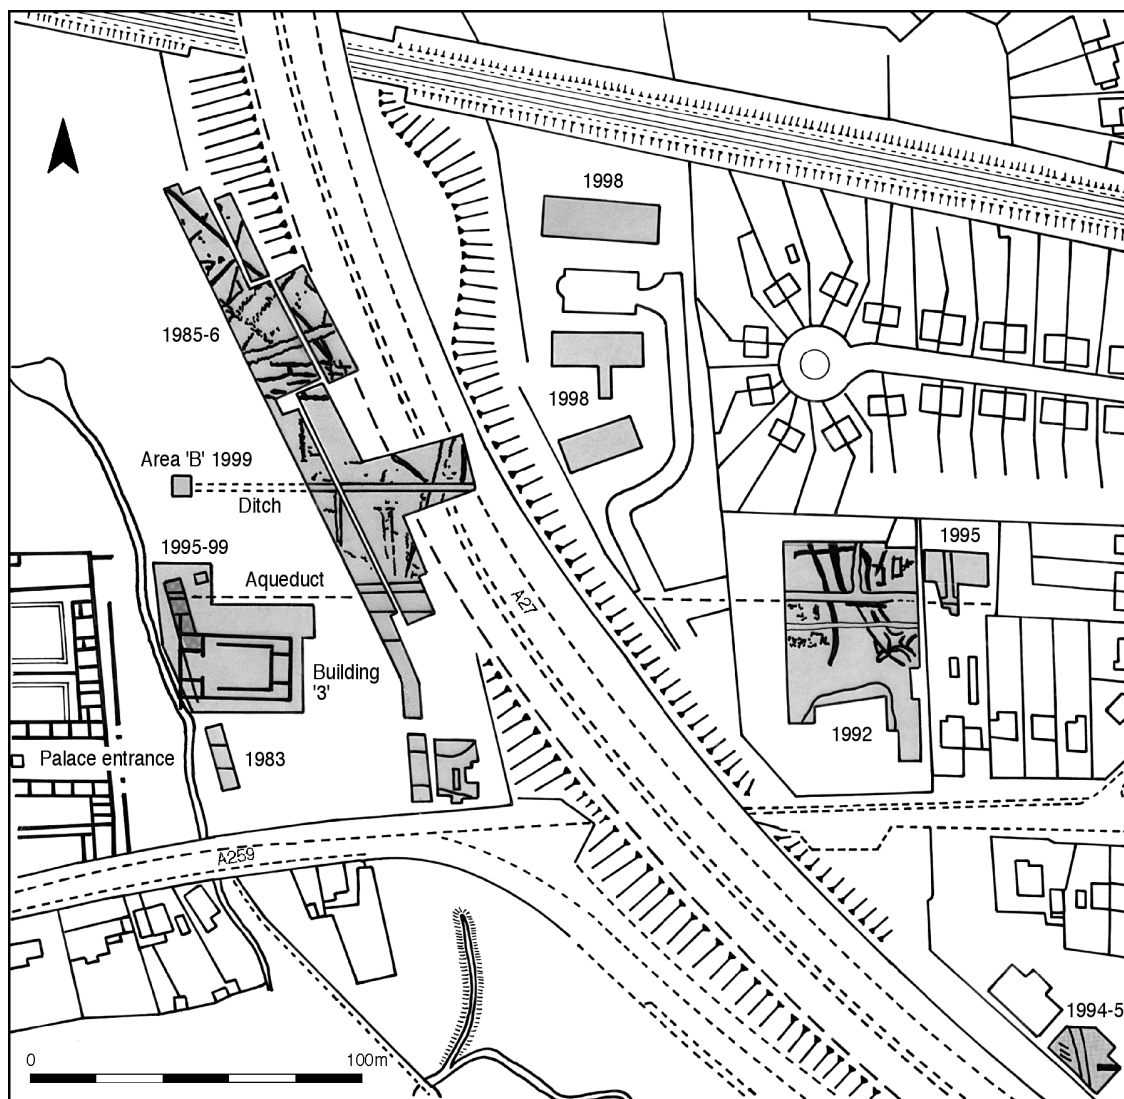 1998
1985-6
1998
Area 'B' 1999
Ditch
1995-99
1995
Aqueduct
A27
Building
'3'
Palace entrance
1983
1992
A259
1994-5
0
100m